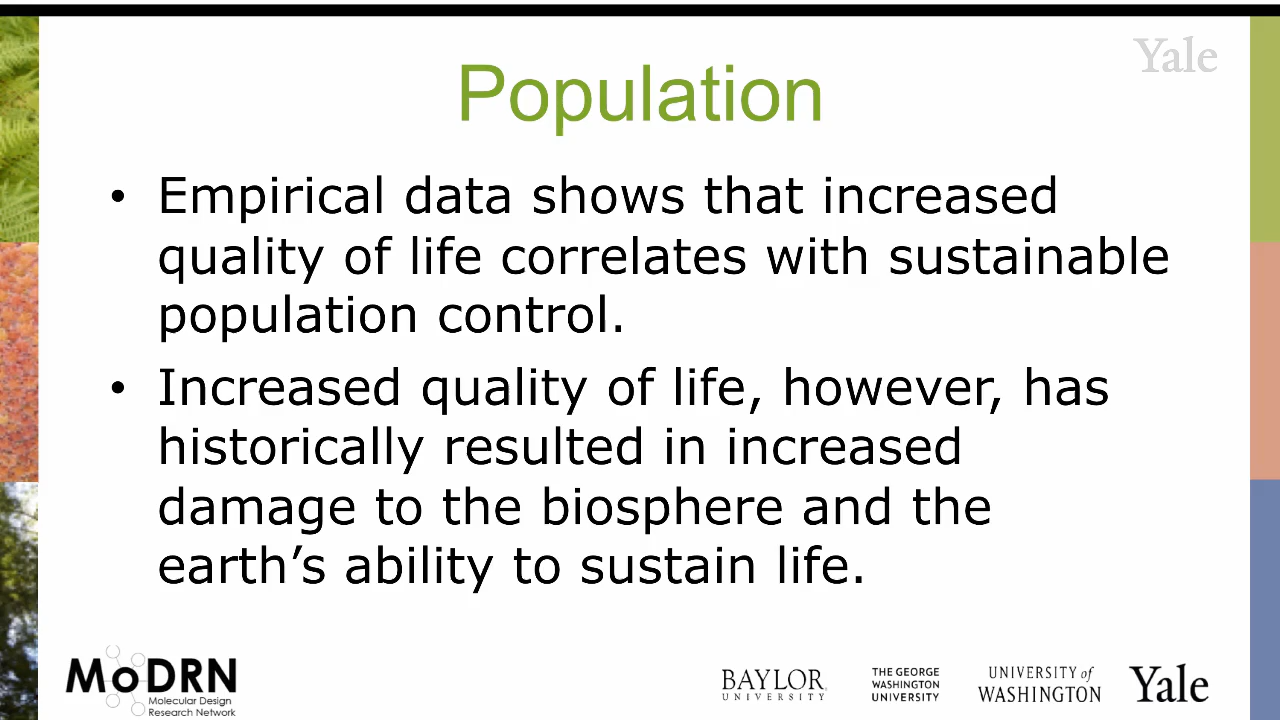 Yale
Population
• Empirical data shows that increased
quality of life correlates with sustainable
population control.
• Increased quality of life, however, has
historically resulted in increased
damage to the biosphere and the
earth’s ability to sustain life.
MoDRN
Molecular Design
Research Network
BAYLOR
UNIVERSITY
THE GEORGE
WASHINGTON
UNIVERSITY
UNIVERSITY of
WASHINGTON
Yale